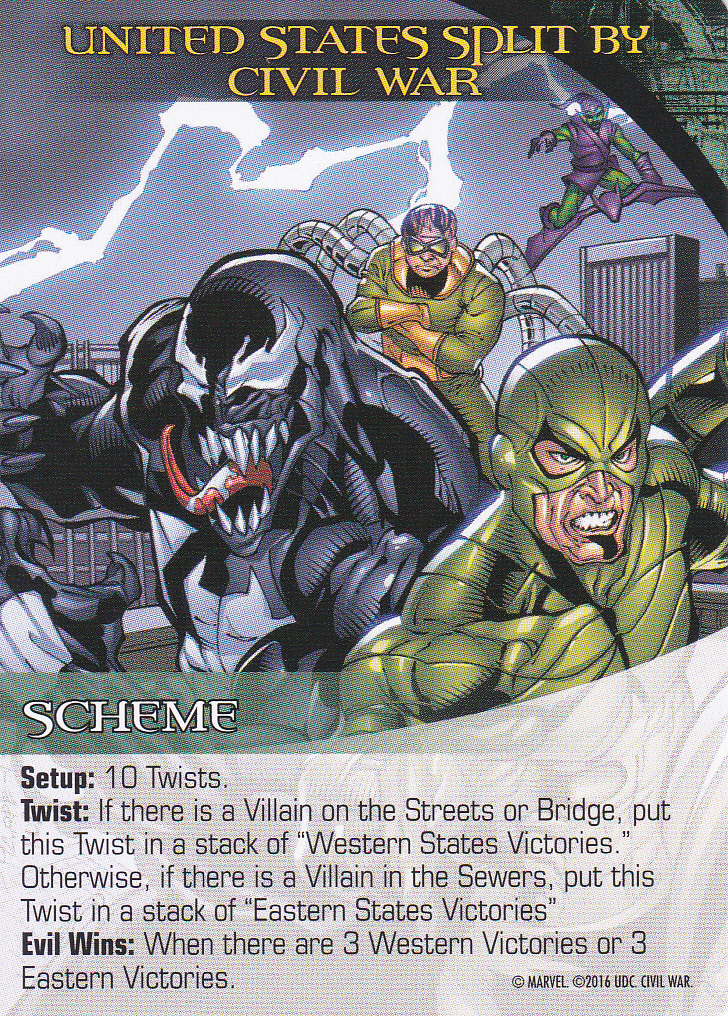 UNITED STATES SPLIT BY
CIVIL WAR
SCHEME
Setup: 10 Twists.
Twist: If there is a Villain on the Streets or Bridge, put
this Twist in a stack of “Western States Victories.”
Otherwise, if there is a Villain in the Sewers, put this
Twist in a stack of “Eastern States Victories”
Evil Wins: When there are 3 Western Victories or 3
Eastern Victories.
© MARVEL. ©2016 UDC. CIVIL WAR.